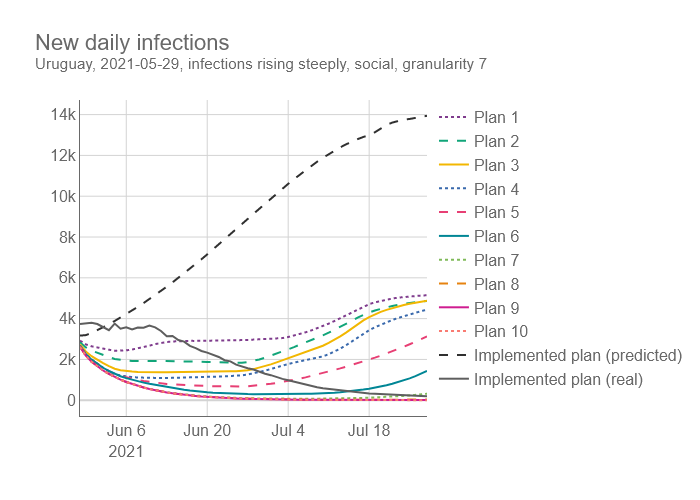 New daily infections
Uruguay, 2021-05-29, infections rising steeply, social, granularity 7
14k
12k
10k
8k
6k
4k
2k
0
Jun 6
2021
Jun 20
Jul 4
Jul 18
Plan 1
Plan 2
Plan 3
Plan 4
Plan 5
Plan 6
Plan 7
Plan 8
Plan 9
Plan 10
Implemented plan (predicted)
Implemented plan (real)